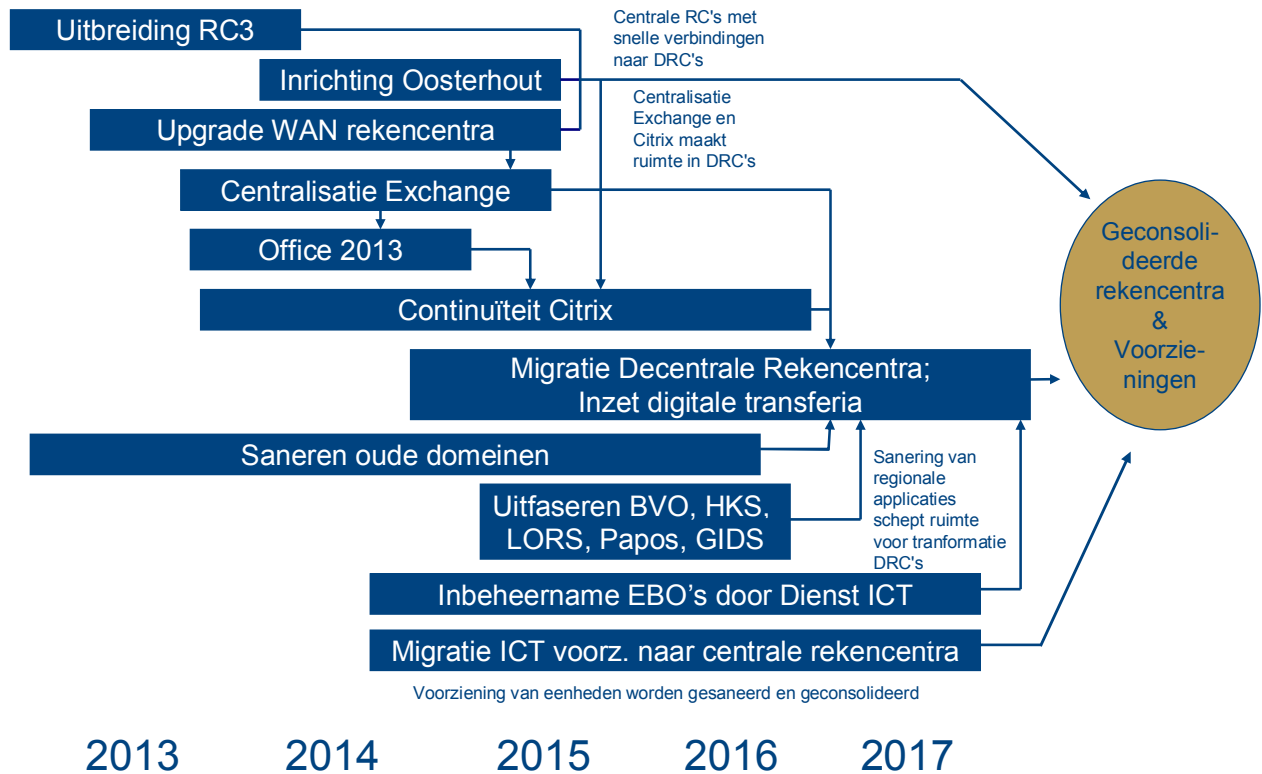 Uitbreiding RC3
Centrale RC's met
snelle verbindingen
naar DRC's
Inrichting Oosterhout
Centralisatie
Exchange en
Citrix maakt
ruimte in DRC's
Upgrade WAN rekencentra
Centralisatie Exchange
Office 2013
Continuïteit Citrix
Geconsoli-
deerde
rekencentra
&
Voorzie-
ningen
Migratie Decentrale Rekencentra;
Inzet digitale transferia
Saneren oude domeinen
Sanering van
regionale
applicaties
schept ruimte
voor tranformatie
DRC's
Uitfaseren BVO, HKS,
LORS, Papos, GIDS
Inbeheername EBO’s door Dienst ICT
Migratie ICT voorz. naar centrale rekencentra
Voorziening van eenheden worden gesaneerd en geconsolideerd
2013 2014 2015 2016 2017